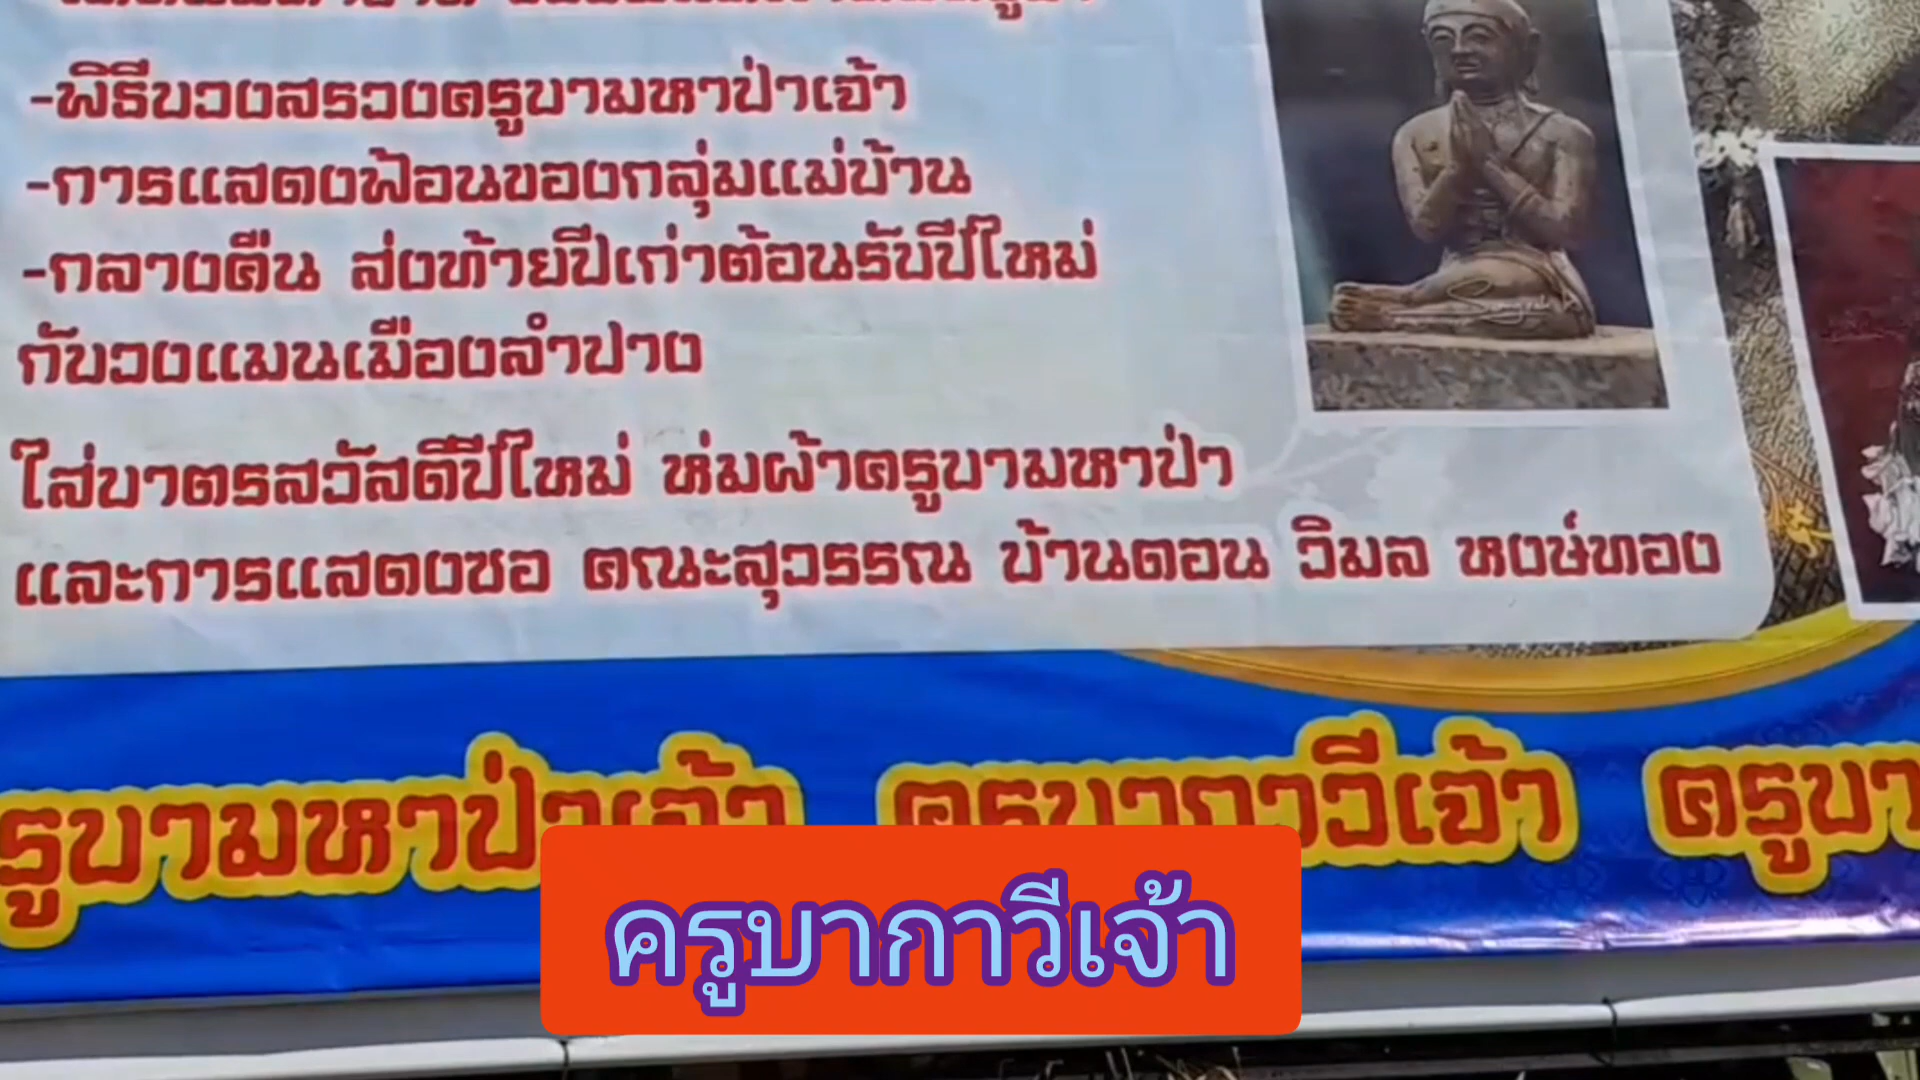 -พิธีบวงสรวงครูบามหาป่าเจ้า
-การแสดงฟ้อนของกลุ่มแม่บ้าน
-กลางคืน ส่งท้ายปีเก่าต้อนรับปีใหม่
กับวงแมนเมืองลำปาง
ใส่บาตรสวัสดีปีใหม่ ห่มผ้าครูบามหาป่า
และการแสดงซอ คณะสุวรรณ บ้านดอน วิมล หงษ์ทอง
รูบามหาป่าเจ้า ครูบากาวีเจ้า ครูบา
ครูบากาวีเจ้า